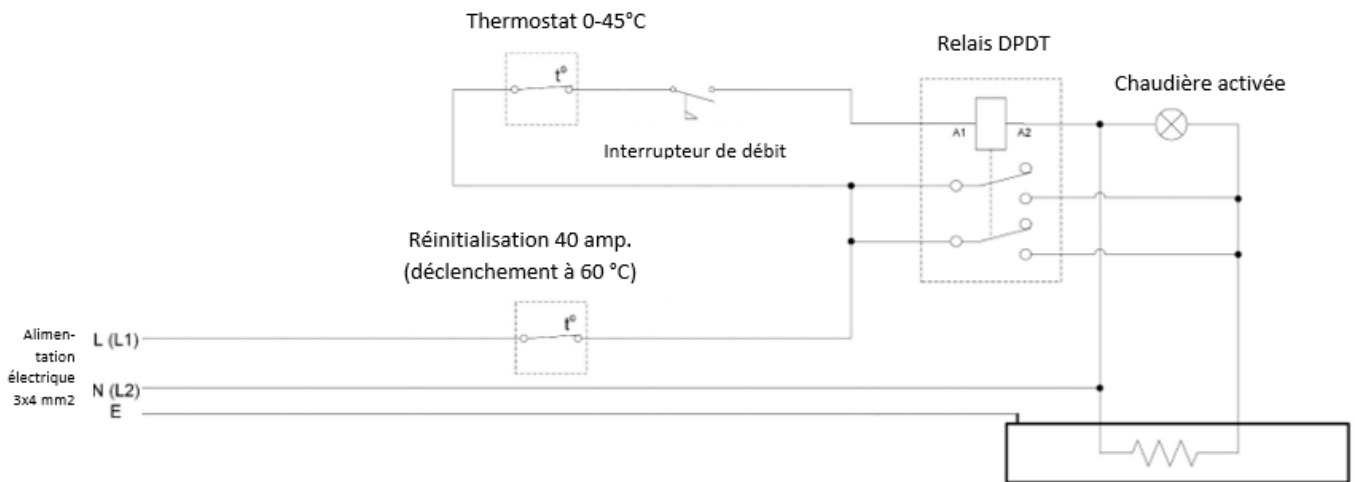 Thermostat 0-45°C
Relais DPDT
Chaudière activée
t°
A1
A2
Interrupteur de débit
Réinitialisation 40 amp.
(déclenchement à 60 °C)
t°
Alimen-
tation
électrique
3x4 mm2
L (L1)
N (L2)
E